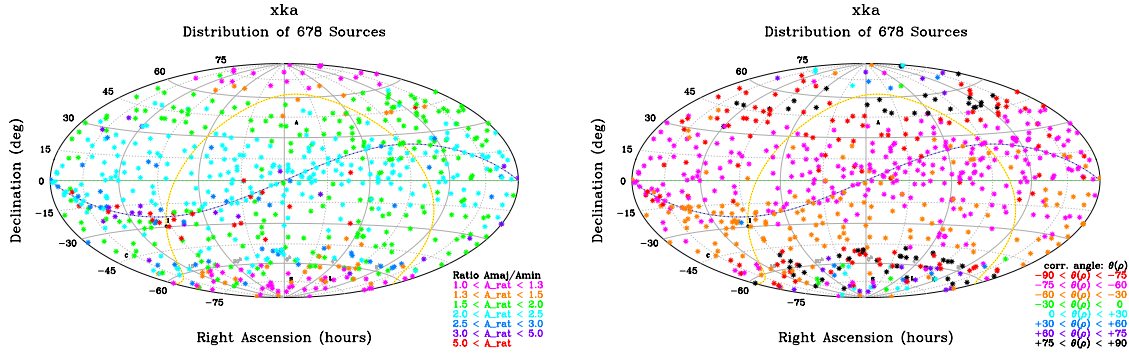 xka
Distribution of 678 Sources
75
60
45
30
15
0
−15
−30
−45
−60
−75
Declination (deg)
Right Ascension (hours)
Ratio Amaj/Amin
1.0 < A_rat < 1.3
1.3 < A_rat < 1.5
1.5 < A_rat < 2.0
2.0 < A_rat < 2.5
2.5 < A_rat < 3.0
3.0 < A_rat < 5.0
5.0 < A_rat
xka
Distribution of 678 Sources
75
60
45
30
15
0
−15
−30
−45
−60
−75
Declination (deg)
Right Ascension (hours)
corr. angle: θ(ρ)
−90 < θ(ρ) < −75
−75 < θ(ρ) < −60
−60 < θ(ρ) < −30
−30 < θ(ρ) < 0
0 < θ(ρ) < +30
+30 < θ(ρ) < +60
+60 < θ(ρ) < +75
+75 < θ(ρ) < +90